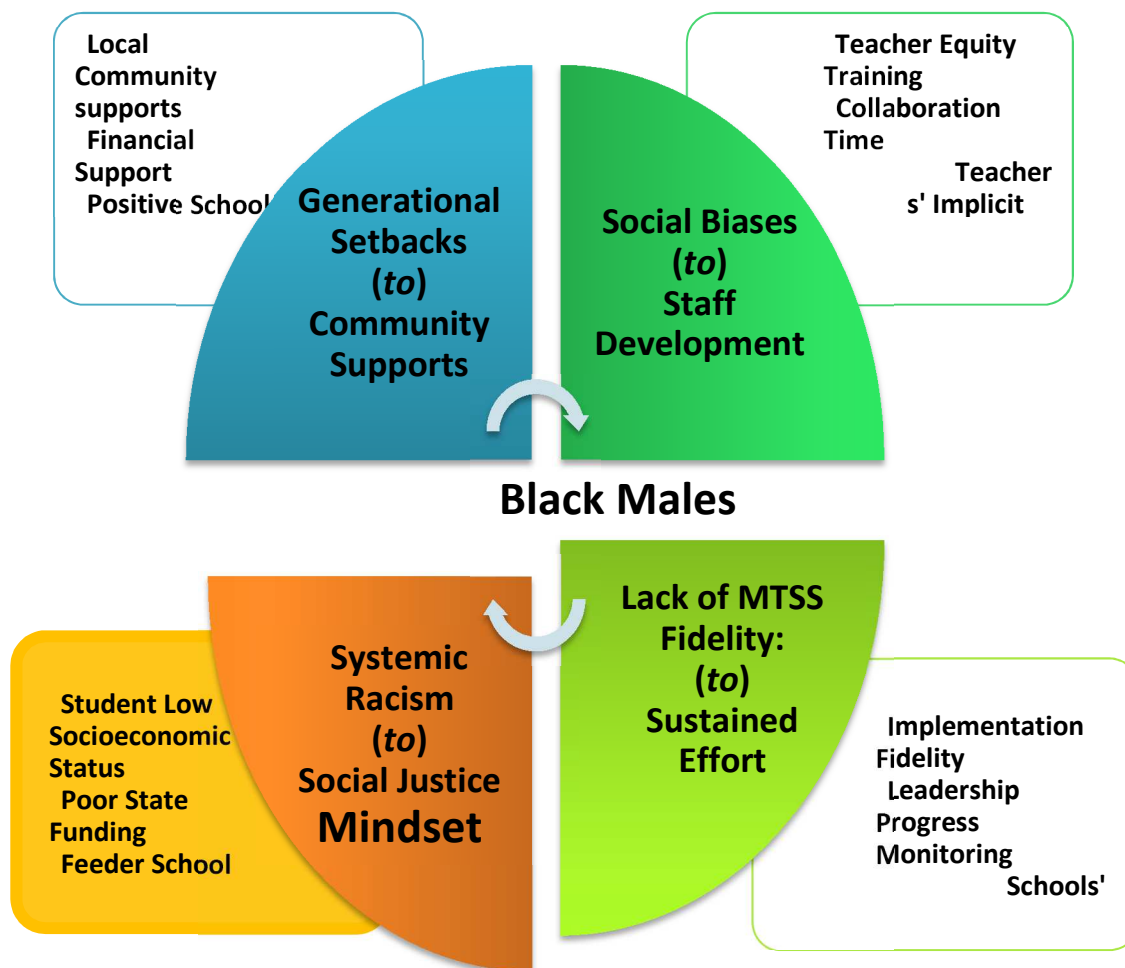 Local
Community
supports
Financial
Support
Positive School
Generational
Setbacks
(to)
Community
Supports
Social Biases
(to)
Staff
Development
Teacher Equity
Training
Collaboration
Time
Teacher
s' Implicit
Black Males
Student Low
Socioeconomic
Status
Poor State
Funding
Feeder School
Systemic
Racism
(to)
Social Justice
Mindset
Lack of MTSS
Fidelity:
(to)
Sustained
Effort
Implementation
Fidelity
Leadership
Progress
Monitoring
Schools'